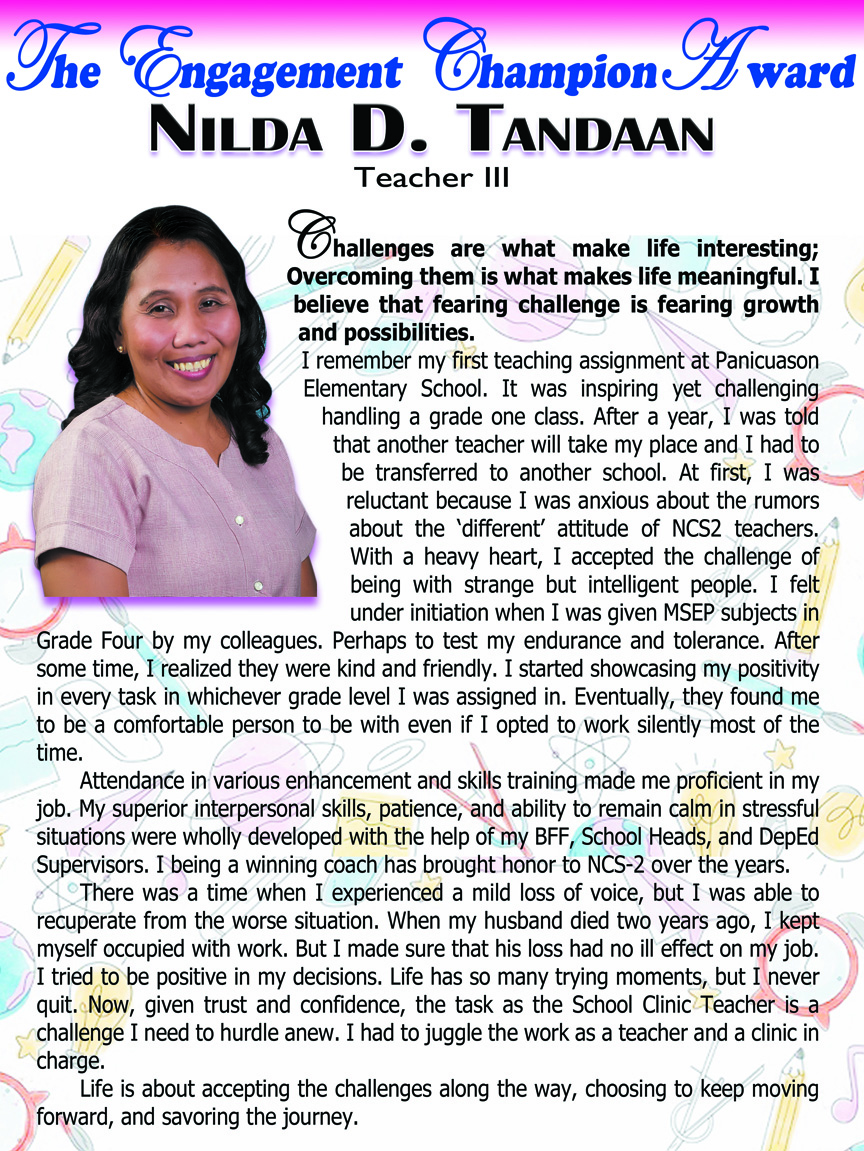 The Engagement Champion Award
Nilda D. Tandaan
Teacher III
Challenges are what make life interesting;
Overcoming them is what makes life meaningful. I
believe that fearing challenge is fearing growth
and possibilities.
I remember my first teaching assignment at Panicuason
Elementary School. It was inspiring yet challenging
handling a grade one class. After a year, I was told
that another teacher will take my place and I had to
be transferred to another school. At first, I was
reluctant because I was anxious about the rumors
about the ‘different’ attitude of NCS2 teachers.
With a heavy heart, I accepted the challenge of
being with strange but intelligent people. I felt
under initiation when I was given MSEP subjects in
Grade Four by my colleagues. Perhaps to test my endurance and tolerance. After
some time, I realized they were kind and friendly. I started showcasing my positivity
in every task in whichever grade level I was assigned in. Eventually, they found me
to be a comfortable person to be with even if I opted to work silently most of the
time.
Attendance in various enhancement and skills training made me proficient in my
job. My superior interpersonal skills, patience, and ability to remain calm in stressful
situations were wholly developed with the help of my BFF, School Heads, and DepEd
Supervisors. I being a winning coach has brought honor to NCS-2 over the years.
There was a time when I experienced a mild loss of voice, but I was able to
recuperate from the worse situation. When my husband died two years ago, I kept
myself occupied with work. But I made sure that his loss had no ill effect on my job.
I tried to be positive in my decisions. Life has so many trying moments, but I never
quit. Now, given trust and confidence, the task as the School Clinic Teacher is a
challenge I need to hurdle anew. I had to juggle the work as a teacher and a clinic in
charge.
Life is about accepting the challenges along the way, choosing to keep moving
forward, and savoring the journey.